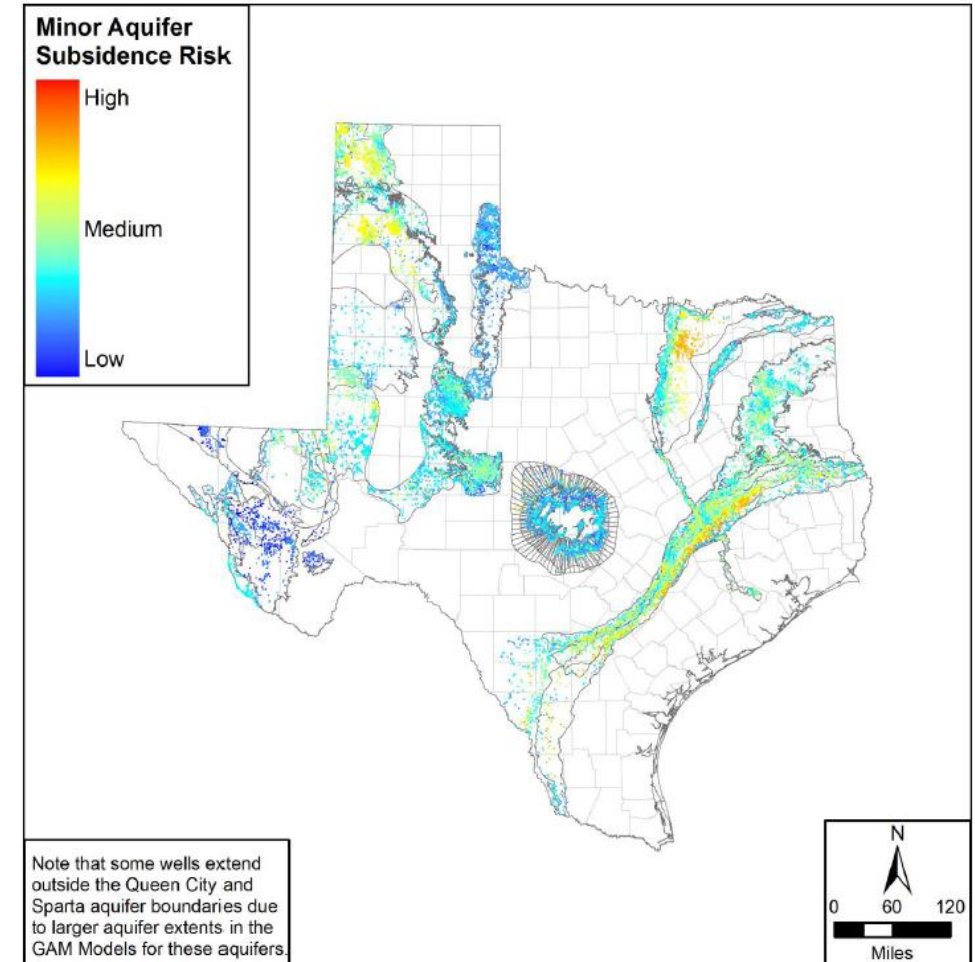 Minor Aquifer
Subsidence Risk
High
Medium
Low
Note that some wells extend
outside the Queen City and
Sparta aquifer boundaries due
to larger aquifer extents in the
GAM Models for these aquifers.
N
0 60 120
Miles